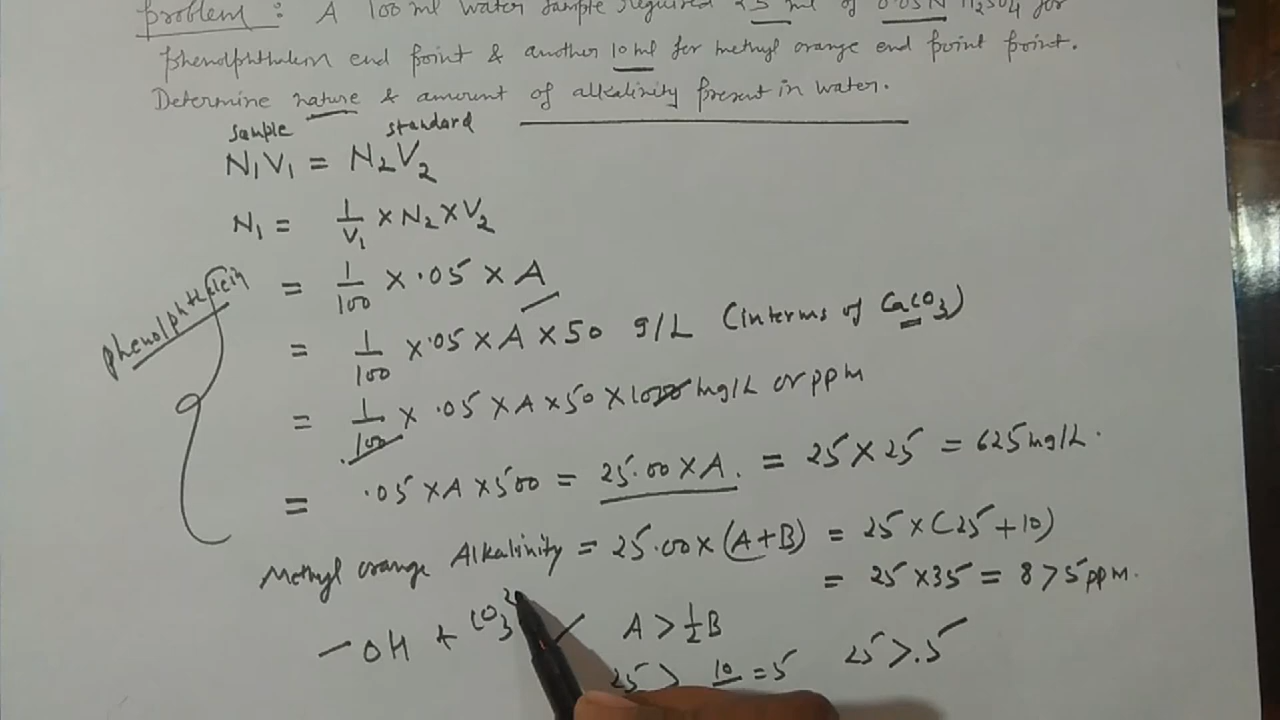 problem : A 100 ml water sample required 25 ml of 0.05 N H2SO4 for
phenolphthalein end point & another 10 ml for methyl orange end point point.
Determine nature & amount of alkalinity present in water.
sample standard
N1V1 = N2V2
N1 = 1/V1 × N2 × V2
phenolphthalein
= 1/100 × .05 × A
= 1/100 × .05 × A × 50 g/L (interms of CaCO3)
= 1/100 × .05 × A × 50 × 1000 mg/L or ppm
= .05 × A × 500 = 25.00 × A. = 25 × 25 = 625 mg/L.
Methyl orange Alkalinity = 25.00 × (A+B) = 25 × (25 + 10)
= 25 × 35 = 875 ppm.
OH + CO3 A > 1/2 B
25 > 10 = 5 25 > .5